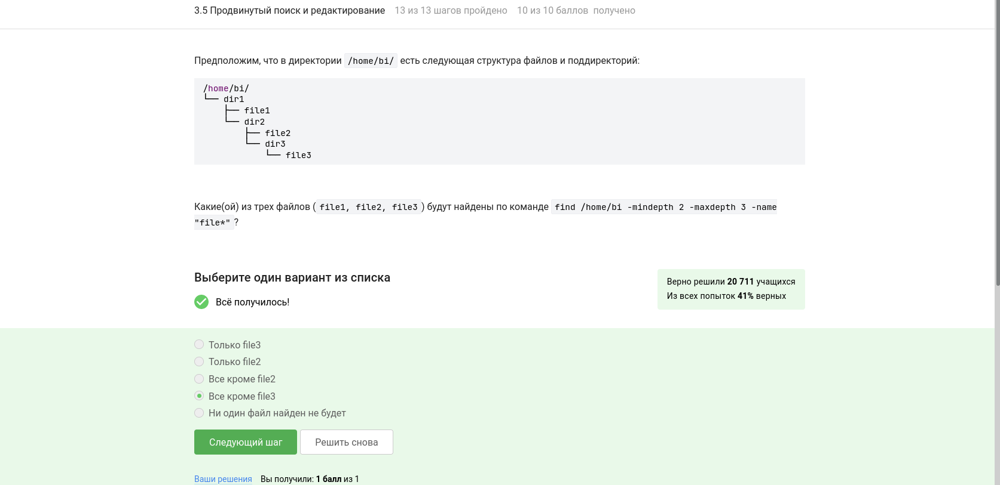 3.5 Продвинутый поиск и редактирование 13 из 13 шагов пройдено 10 из 10 баллов получено
Предположим, что в директории /home/bi/ есть следующая структура файлов и поддиректорий:
/home/bi/
└── dir1
    ├── file1
    └── dir2
        ├── file2
        └── dir3
            └── file3
Какие(ой) из трех файлов ( file1, file2, file3 ) будут найдены по команде find /home/bi -mindepth 2 -maxdepth 3 -name
"file*" ?
Выберите один вариант из списка
Всё получилось!
Верно решили 20 711 учащихся
Из всех попыток 41% верных
Только file3
Только file2
Все кроме file2
Все кроме file3
Ни один файл найден не будет
Следующий шаг Решить снова
Ваши решения Вы получили: 1 балл из 1